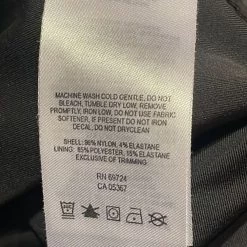 MACHINE WASH COLD GENTLE, DO NOT
BLEACH, TUMBLE DRY LOW, REMOVE
PROMPTLY, IRON LOW, DO NOT USE FABRIC
SOFTENER, IF PRESENT DO NOT IRON
DECAL, DO NOT DRYCLEAN
SHELL: 96% NYLON, 4% ELASTANE
LINING: 85% POLYESTER, 15% ELASTANE
EXCLUSIVE OF TRIMMING
RN 69724
CA 05367